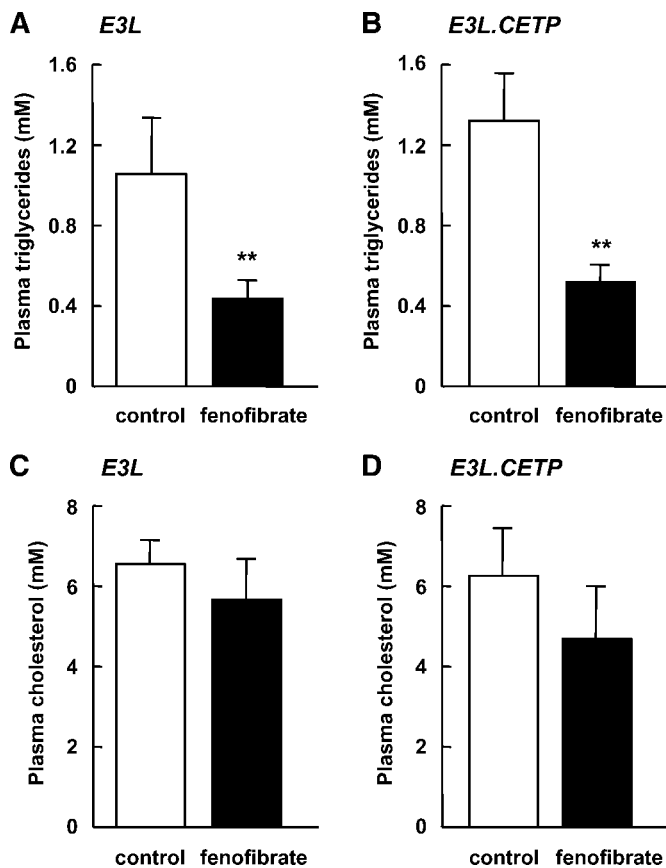 A E3L
Plasma triglycerides (mM)
1.6
1.2
0.8
0.4
0
**
control fenofibrate
B E3L.CETP
Plasma triglycerides (mM)
1.6
1.2
0.8
0.4
0
**
control fenofibrate
C E3L
Plasma cholesterol (mM)
8
6
4
2
0
control fenofibrate
D E3L.CETP
Plasma cholesterol (mM)
8
6
4
2
0
control fenofibrate